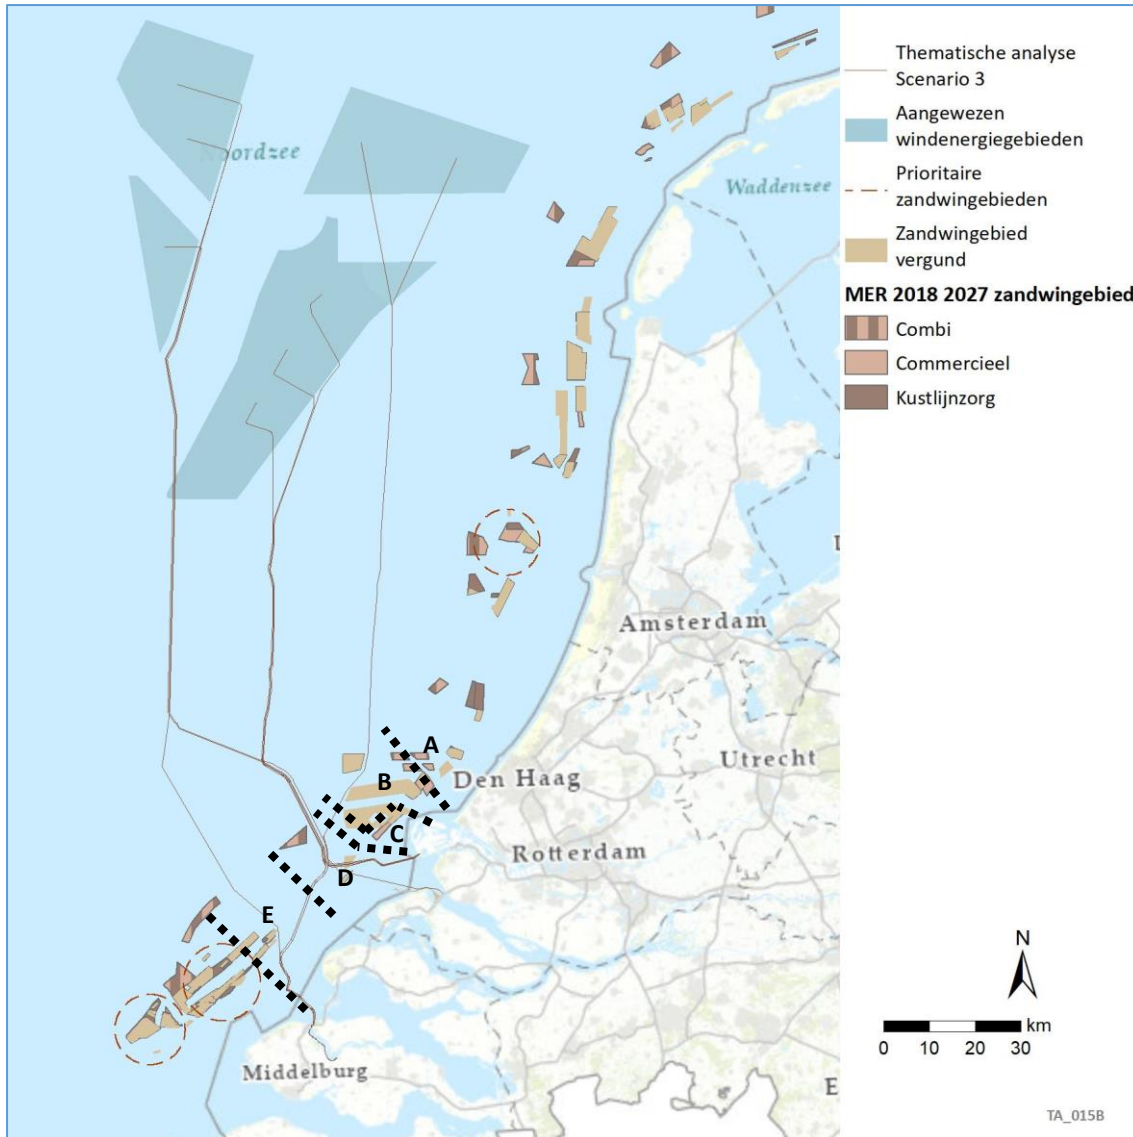 Noordzee
Waddenzee
Amsterdam
Utrecht
A
Den Haag
B
C
Rotterdam
D
E
Middelburg
Thematische analyse
Scenario 3
Aangewezen
windenergiegebieden
Prioritaire
zandwingebieden
Zandwingebied
vergund
MER 2018 2027 zandwingebied
Combi
Commercieel
Kustlijnzorg
N
km
0 10 20 30
TA_015B